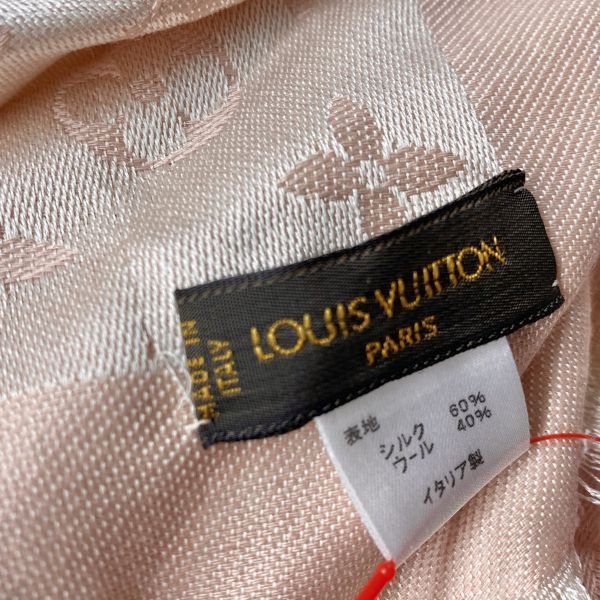 MADE IN
ITALY
LOUIS VUITTON
PARIS
表地
シルク 60%
ウール 40%
イタリア製